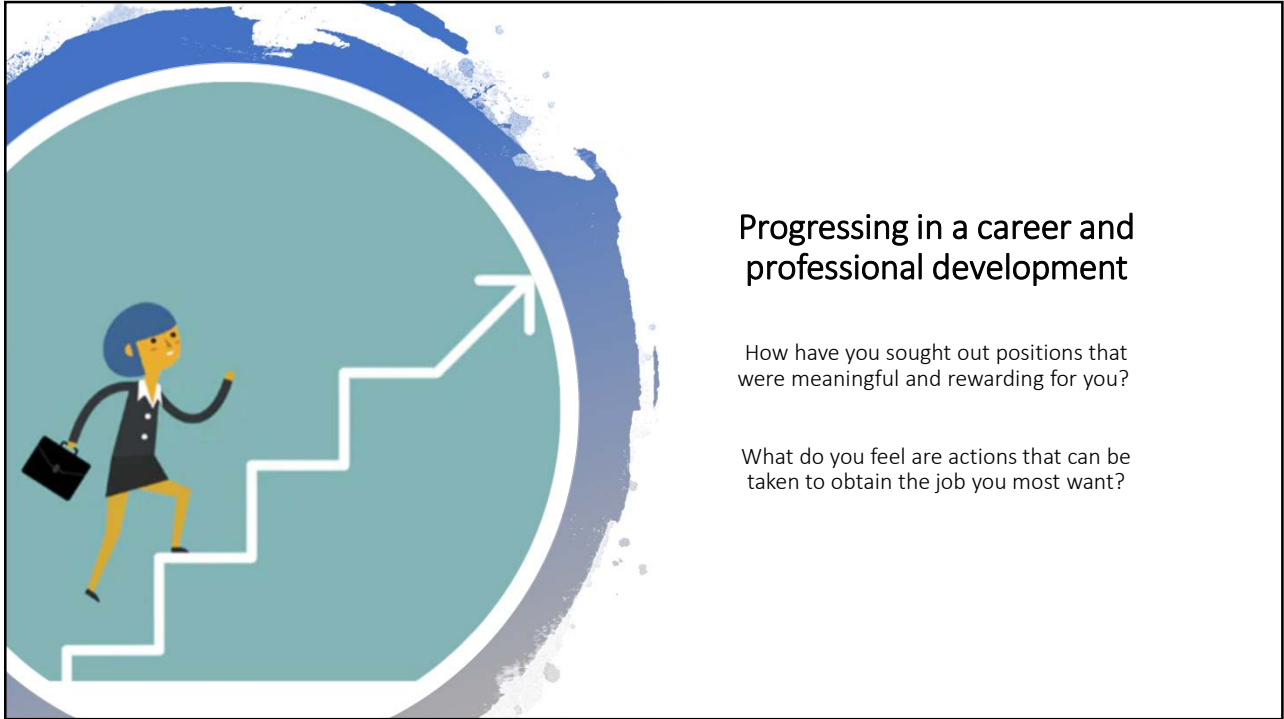 Progressing in a career and
professional development
How have you sought out positions that
were meaningful and rewarding for you?
What do you feel are actions that can be
taken to obtain the job you most want?